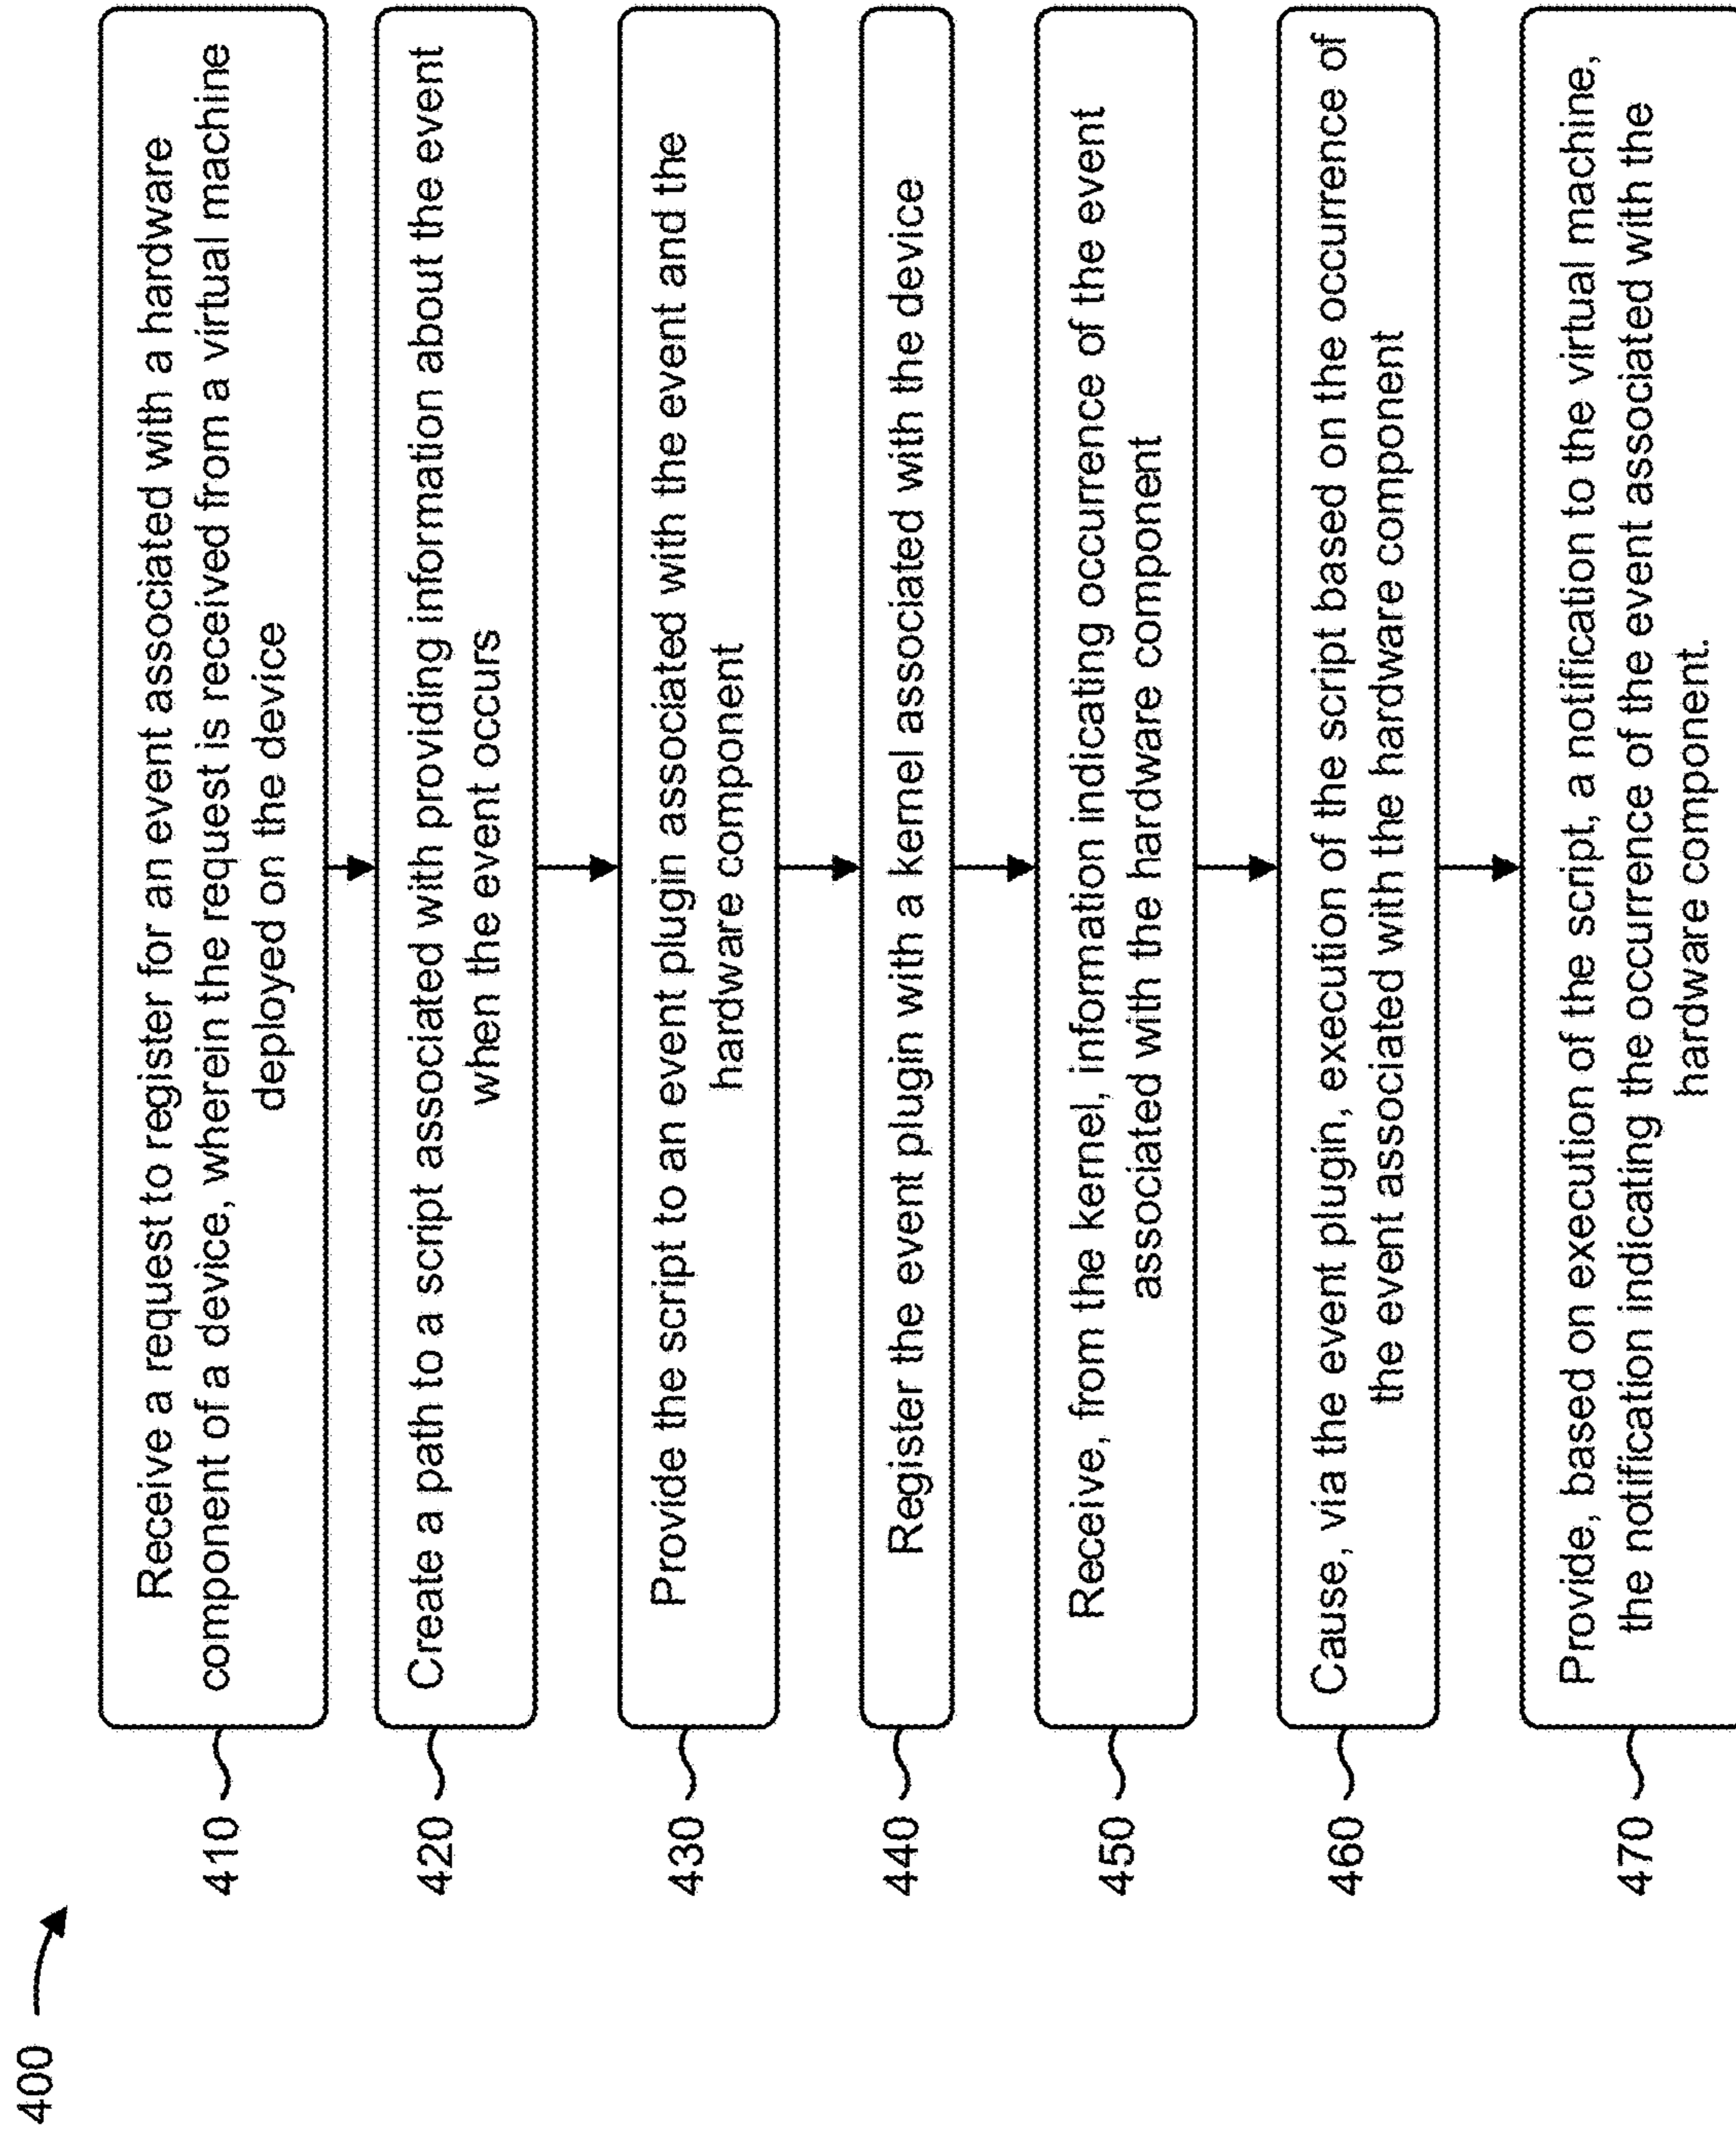 400
410
Receive a request to register for an event associated with a hardware
component of a device, wherein the request is received from a virtual machine
deployed on the device
420
Create a path to a script associated with providing information about the event
when the event occurs
430
Provide the script to an event plugin associated with the event and the
hardware component
440
Register the event plugin with a kernel associated with the device
450
Receive, from the kernel, information indicating occurrence of the event
associated with the hardware component
460
Cause, via the event plugin, execution of the script based on the occurrence of
the event associated with the hardware component
470
Provide, based on execution of the script, a notification to the virtual machine,
the notification indicating the occurrence of the event associated with the
hardware component.